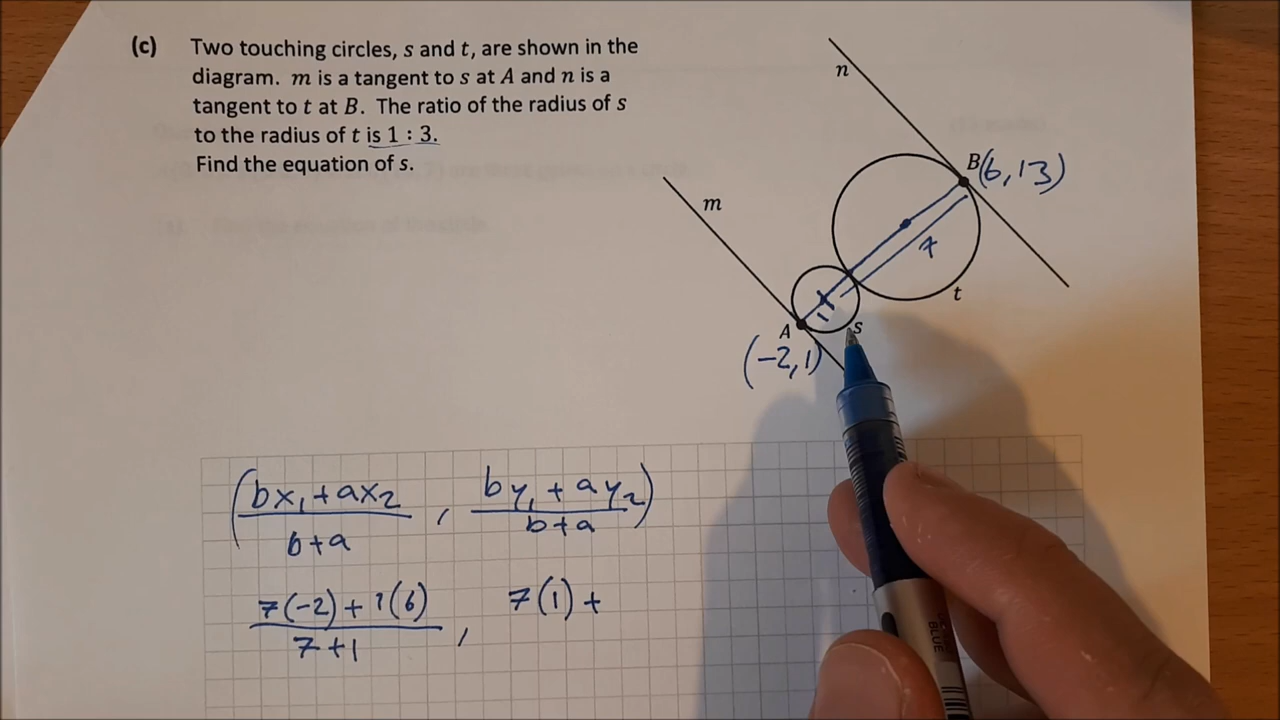 (c) Two touching circles, s and t, are shown in the
diagram. m is a tangent to s at A and n is a
tangent to t at B. The ratio of the radius of s
to the radius of t is 1 : 3.
Find the equation of s.
n
B (6,13)
m
7
t
A
s
(-2,1)
(bx₁+ax₂/b+a, by₁+ay₂/b+a)
7(-2)+1(6)/7+1, 7(1)+
BLUE